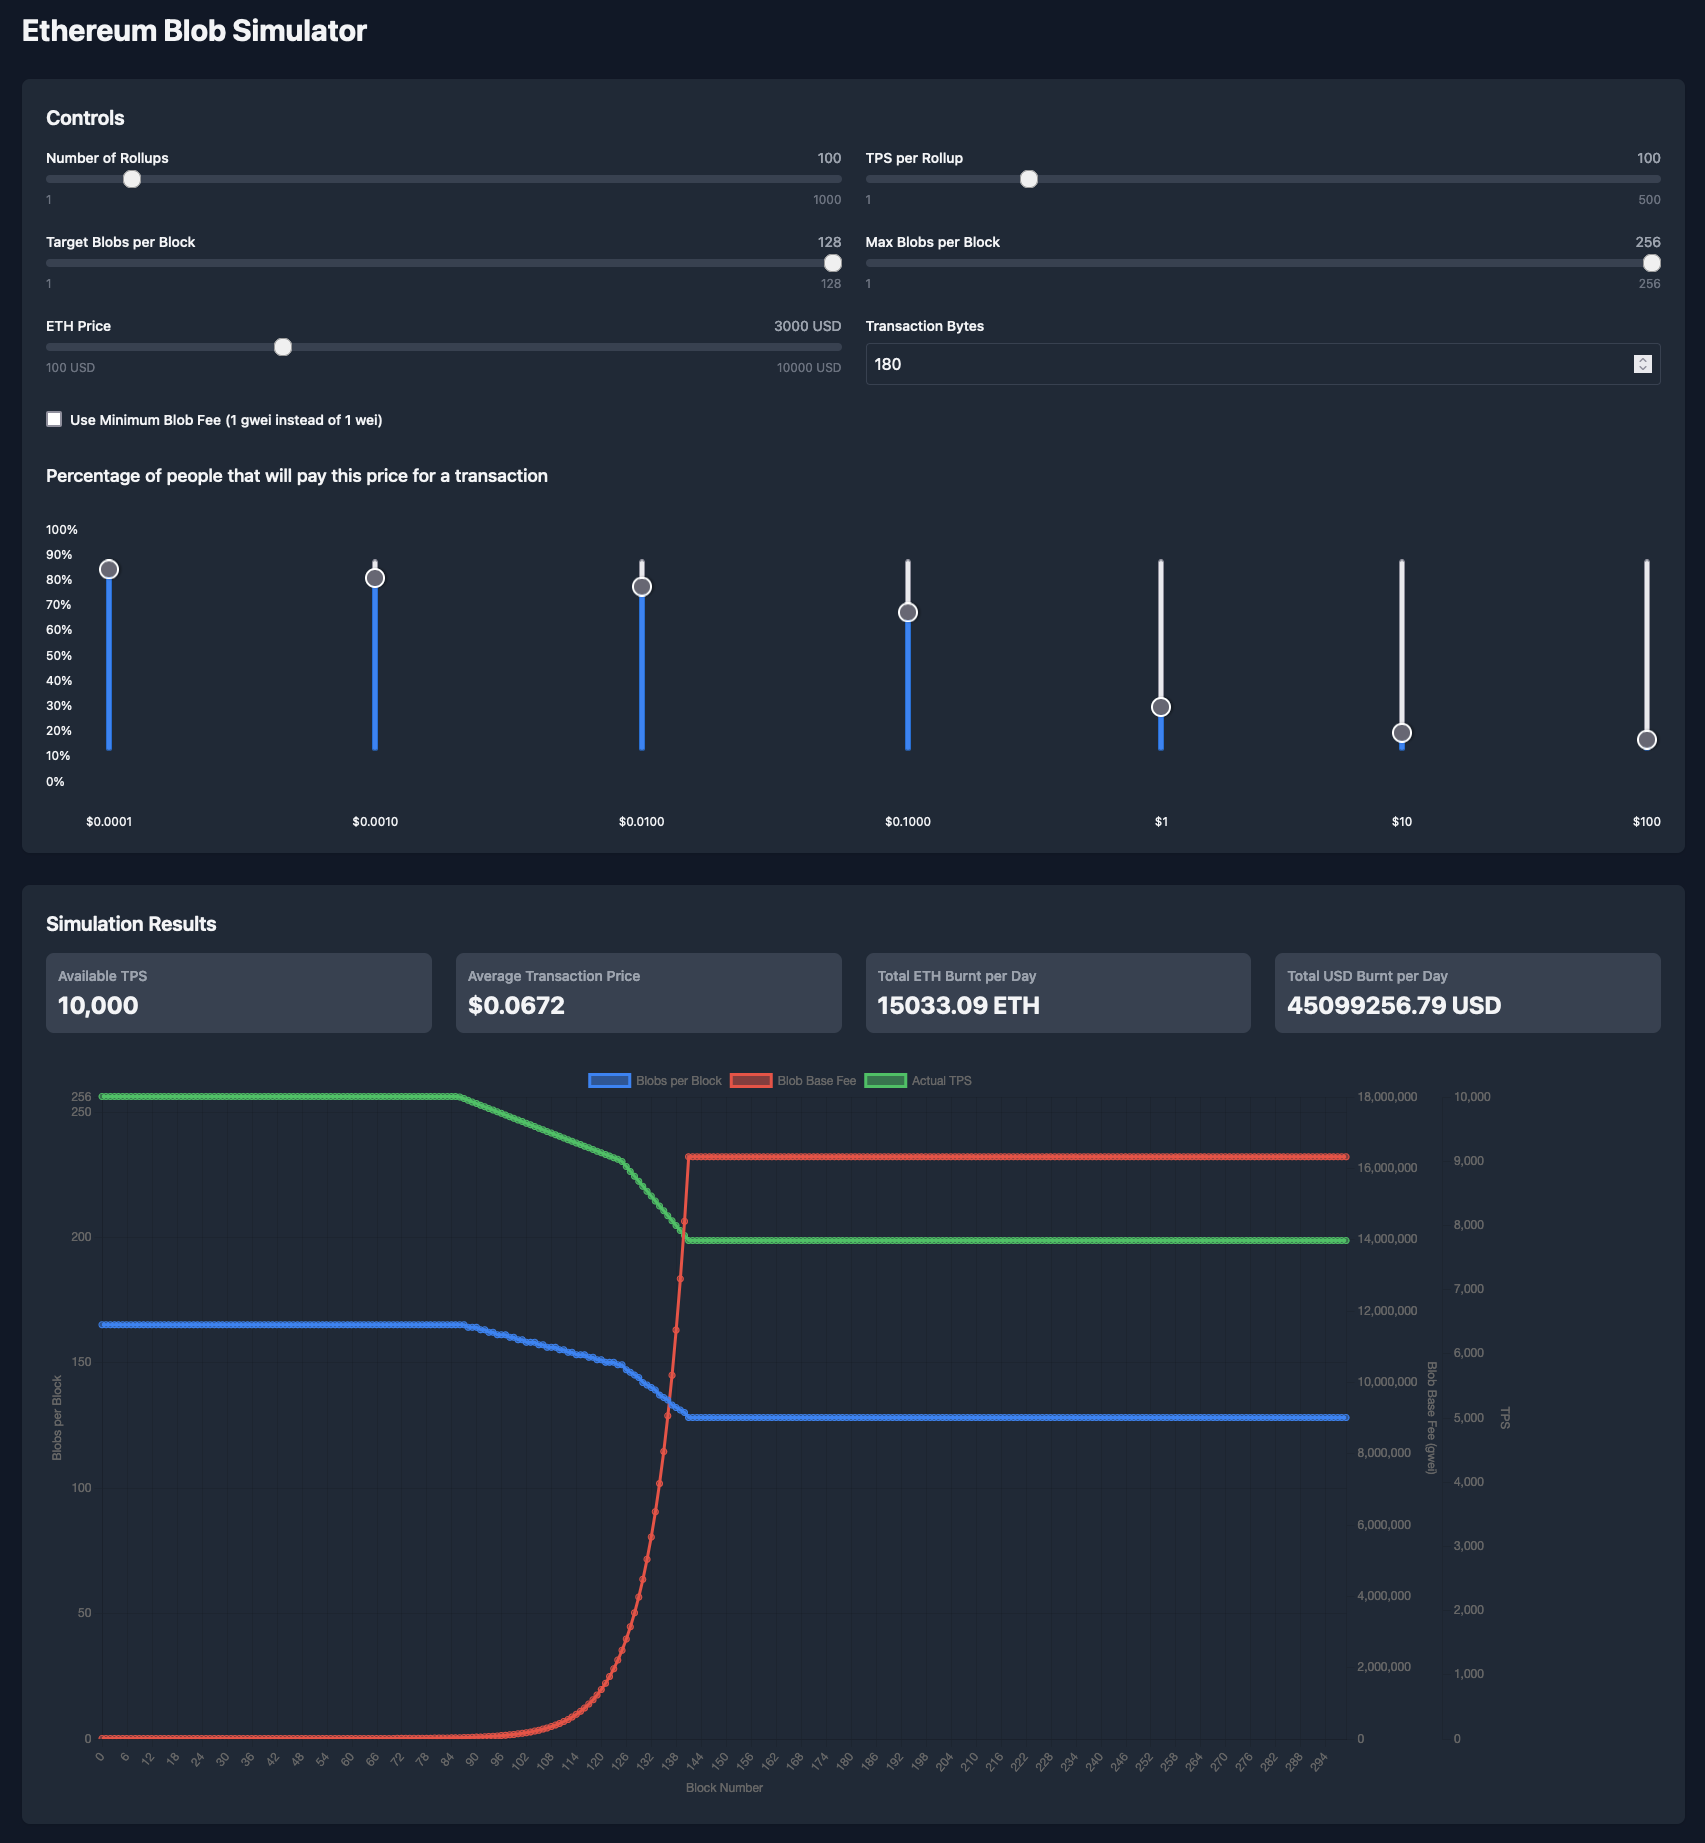 Ethereum Blob Simulator
Controls
Number of Rollups 100
1 1000
TPS per Rollup 100
1 500
Target Blobs per Block 128
1 128
Max Blobs per Block 256
1 256
ETH Price 3000 USD
100 USD 10000 USD
Transaction Bytes
180
Use Minimum Blob Fee (1 gwei instead of 1 wei)
Percentage of people that will pay this price for a transaction
100%
90%
80%
70%
60%
50%
40%
30%
20%
10%
0%
$0.0001 $0.0010 $0.0100 $0.1000 $1 $10 $100
Simulation Results
Available TPS
10,000
Average Transaction Price
$0.0672
Total ETH Burnt per Day
15033.09 ETH
Total USD Burnt per Day
45099256.79 USD
Blobs per Block Blob Base Fee Actual TPS
256
250
200
150
100
50
0
Blobs per Block
18,000,000
16,000,000
14,000,000
12,000,000
10,000,000
8,000,000
6,000,000
4,000,000
2,000,000
0
Blob Base Fee (gwei)
10,000
9,000
8,000
7,000
6,000
5,000
4,000
3,000
2,000
1,000
0
TPS
0 6 12 18 24 30 36 42 48 54 60 66 72 78 84 90 96 102 108 114 120 126 132 138 144 150 156 162 168 174 180 186 192 198 204 210 216 222 228 234 240 246 252 258 264 270 276 282 288 294
Block Number